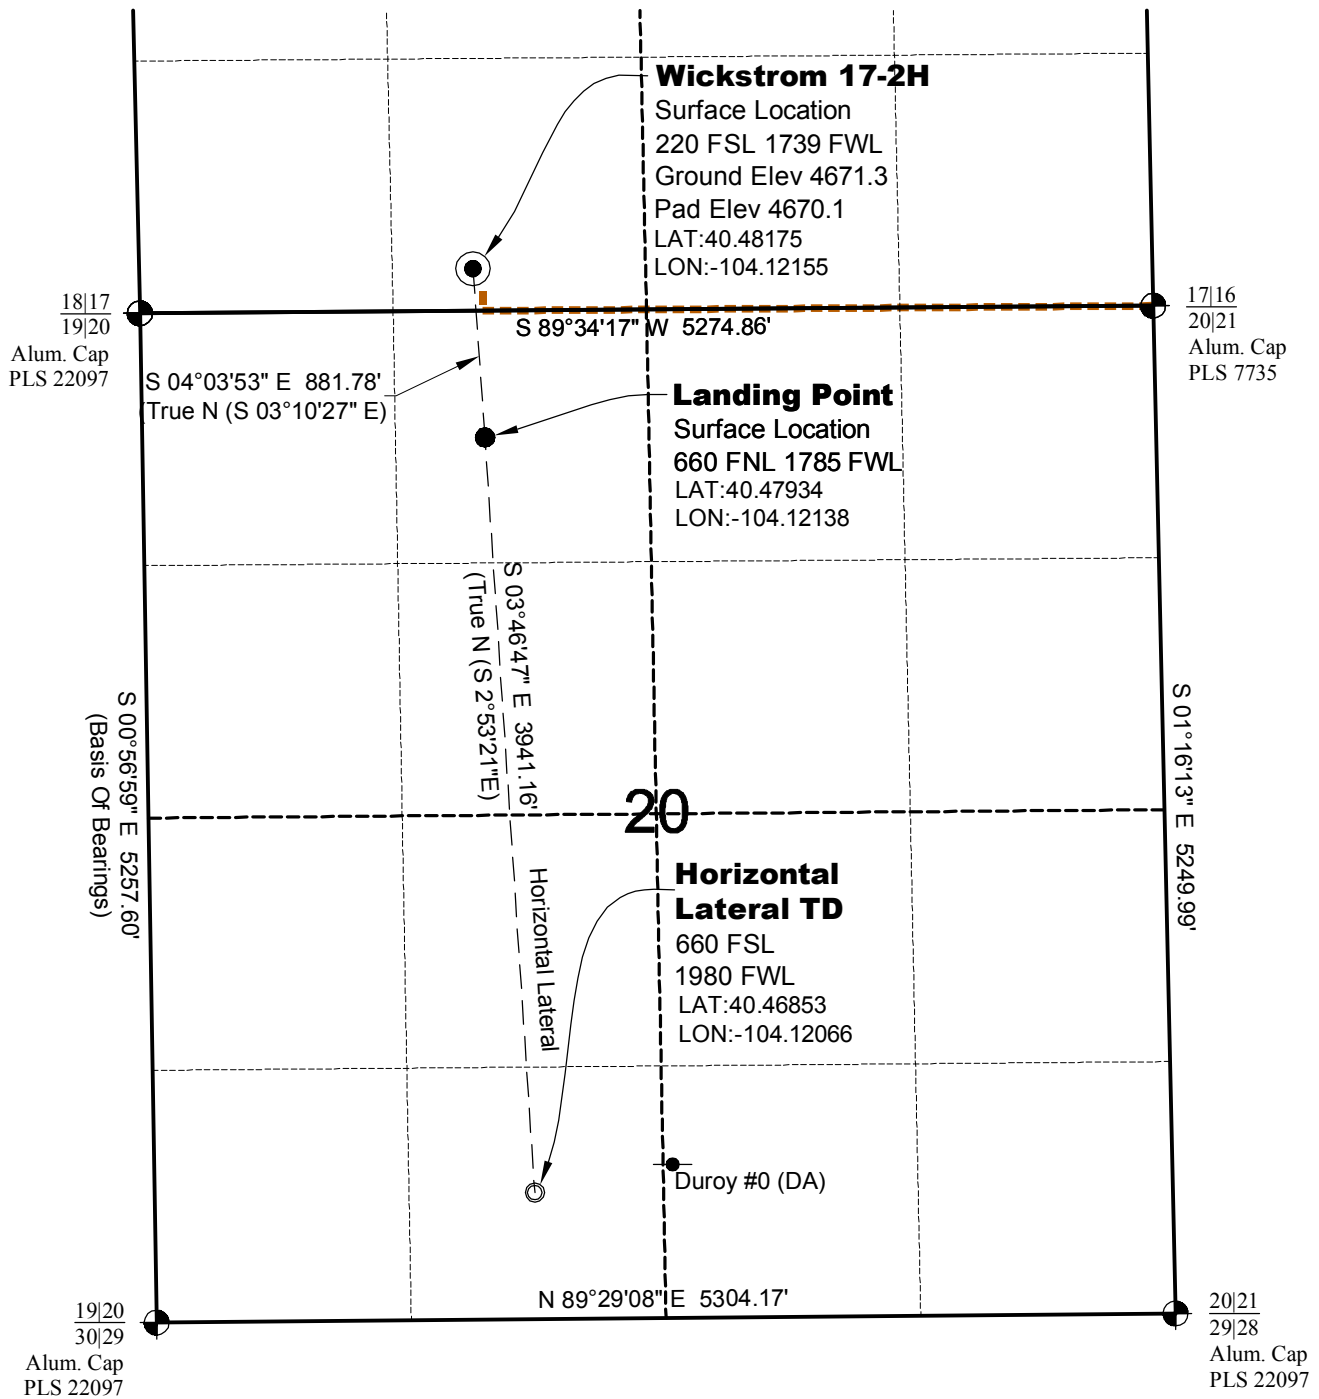 Wickstrom 17-2H
Surface Location
220 FSL 1739 FWL
Ground Elev 4671.3
Pad Elev 4670.1
LAT:40.48175
LON:-104.12155
18|17
19|20
Alum. Cap
PLS 22097
17|16
20|21
Alum. Cap
PLS 7735
S 89°34'17" W 5274.86'
S 04°03'53" E 881.78'
(True N (S 03°10'27" E)
Landing Point
Surface Location
660 FNL 1785 FWL
LAT:40.47934
LON:-104.12138
S 03°46'47" E 3941.16'
(True N (S 2°53'21"E)
S 00°56'59" E 5257.60'
(Basis Of Bearings)
S 01°16'13" E 5249.99'
20
Horizontal
Lateral TD
660 FSL
1980 FWL
LAT:40.46853
LON:-104.12066
Horizontal Lateral
Duroy #0 (DA)
N 89°29'08" E 5304.17'
19|20
30|29
Alum. Cap
PLS 22097
20|21
29|28
Alum. Cap
PLS 22097